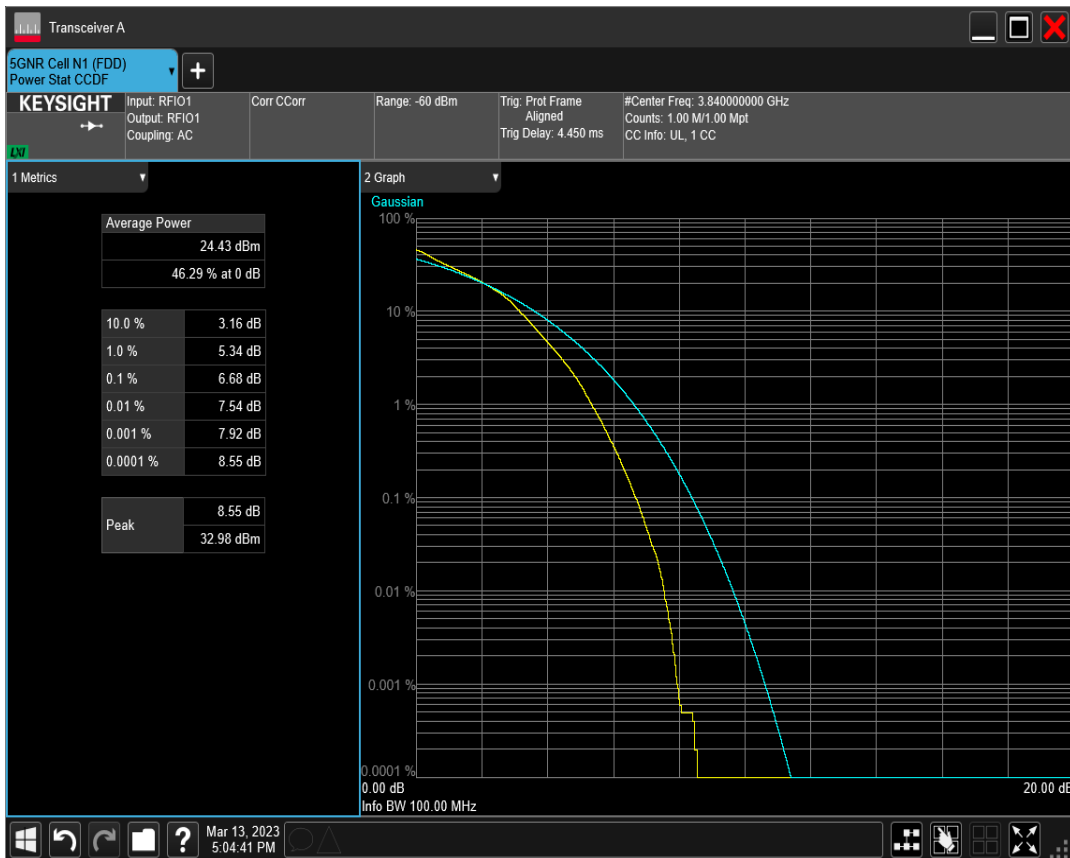 Transceiver A
5GNR Cell N1 (FDD)
Power Stat CCDF
KEYSIGHT
LXI
Input: RFIO1
Output: RFIO1
Coupling: AC
Corr CCorr
Range: -60 dBm
Trig: Prot Frame
Aligned
Trig Delay: 4.450 ms
#Center Freq: 3.840000000 GHz
Counts: 1.00 M/1.00 Mpt
CC Info: UL, 1 CC
1 Metrics
Average Power
24.43 dBm
46.29 % at 0 dB
10.0 % 3.16 dB
1.0 % 5.34 dB
0.1 % 6.68 dB
0.01 % 7.54 dB
0.001 % 7.92 dB
0.0001 % 8.55 dB
Peak
8.55 dB
32.98 dBm
2 Graph
Gaussian
100 %
10 %
1 %
0.1 %
0.01 %
0.001 %
0.0001 %
0.00 dB 20.00 dB
Info BW 100.00 MHz
?
Mar 13, 2023
5:04:41 PM